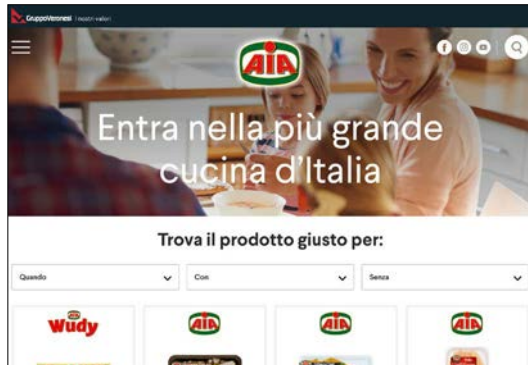 GruppoVeronesi I nostri valori
AIA
Entra nella più grande
cucina d'Italia
Trova il prodotto giusto per:
Quando
Con
Senza
Wudy
AIA
AIA
AIA